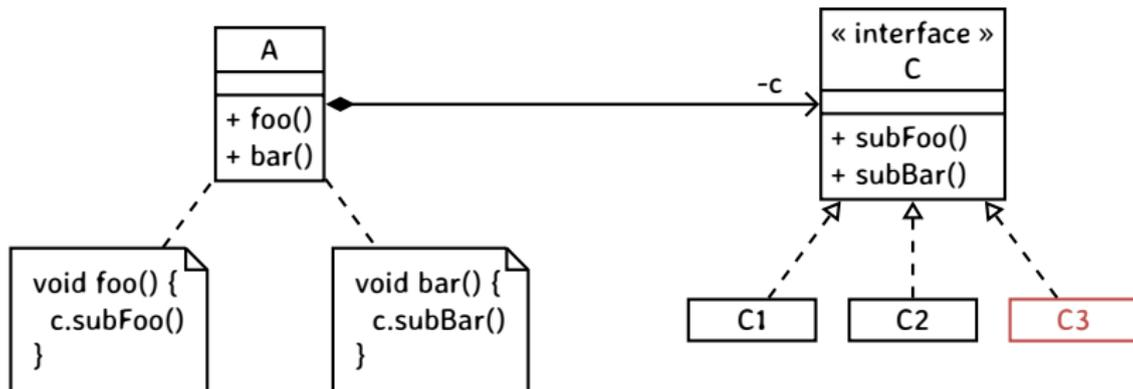 A
+ foo()
+ bar()
-c
« interface »
C
+ subFoo()
+ subBar()
void foo() {
c.subFoo()
}
void bar() {
c.subBar()
}
C1
C2
C3